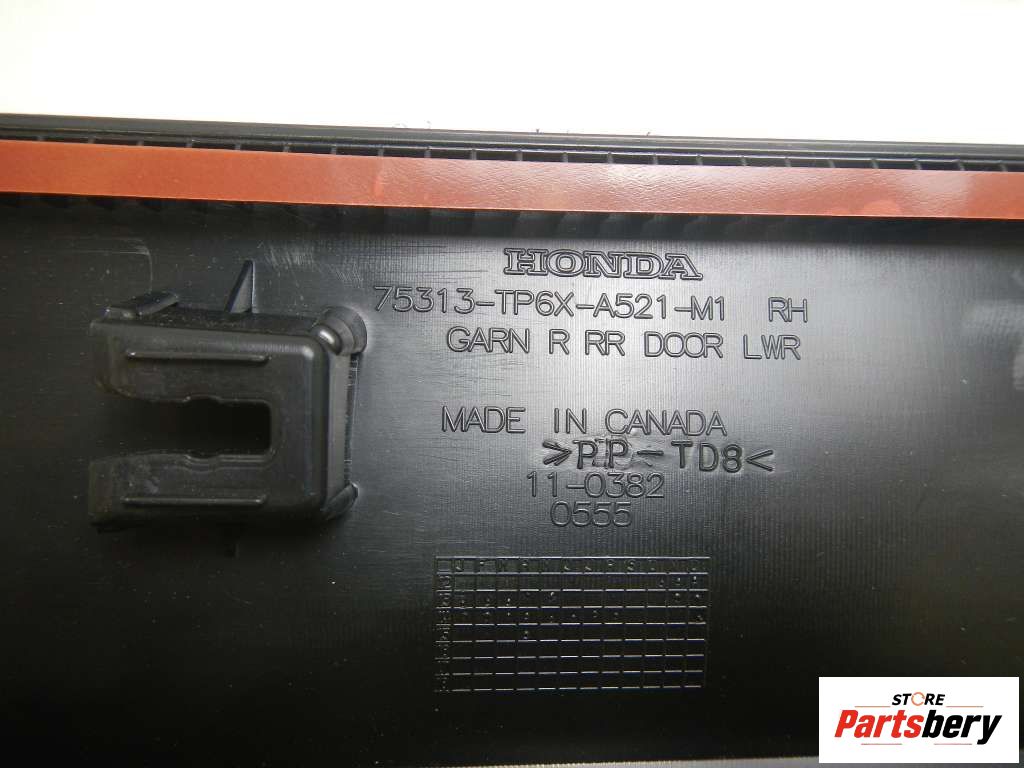 HONDA
75313-TP6X-A521-M1 RH
GARN R RR DOOR LWR
MADE IN CANADA
>P/P-TD8<
11-0382
0555
STORE
Partsbery